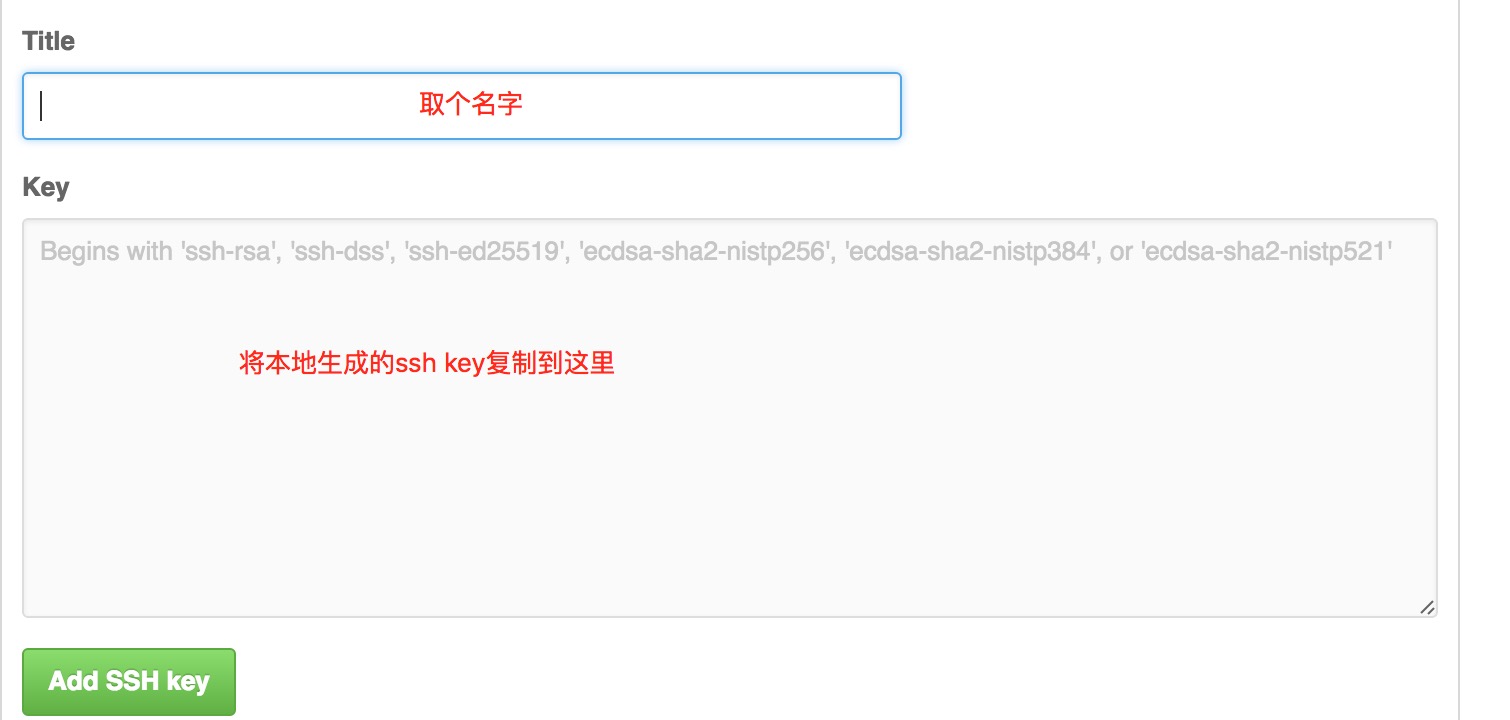 Title
取个名字
Key
Begins with 'ssh-rsa', 'ssh-dss', 'ssh-ed25519', 'ecdsa-sha2-nistp256', 'ecdsa-sha2-nistp384', or 'ecdsa-sha2-nistp521'
将本地生成的ssh key复制到这里
Add SSH key